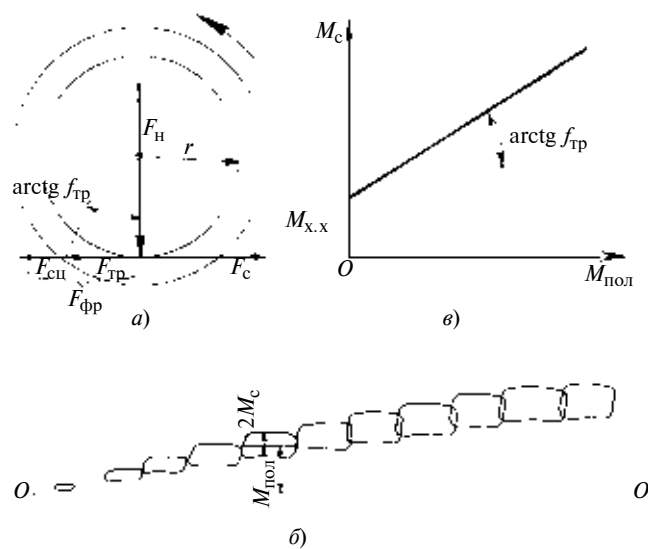 M_с
F_н
r
arctg f_тр
arctg f_тр
M_х.х
F_сц F_тр F_с
O M_пол
F_фр
а) в)
2M_с
M_пол
τ
O O
б)